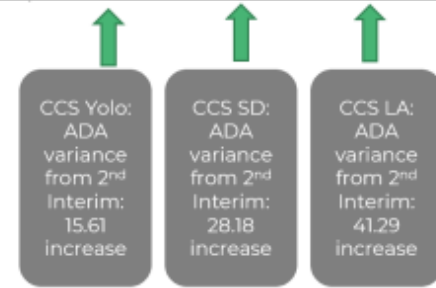 CCS Yolo:
ADA
variance
from 2nd
Interim:
15.61
increase
CCS SD:
ADA
variance
from 2nd
Interim:
28.18
increase
CCS LA:
ADA
variance
from 2nd
Interim:
41.29
increase